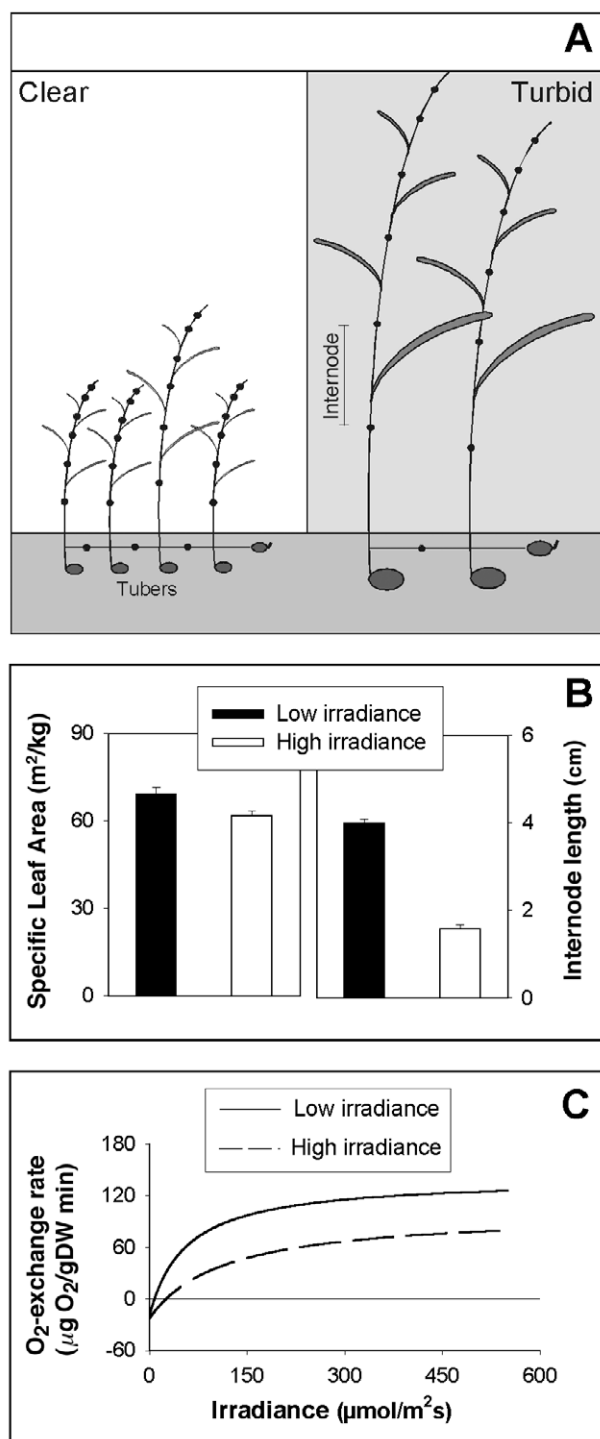 A
Clear
Turbid
Internode
Tubers
B
Low irradiance
High irradiance
Specific Leaf Area (m²/kg)
90
60
30
0
6
4
2
0
Internode length (cm)
C
Low irradiance
High irradiance
O₂-exchange rate
(µg O₂/gDW min)
180
120
60
0
-60
0 150 300 450 600
Irradiance (µmol/m²s)